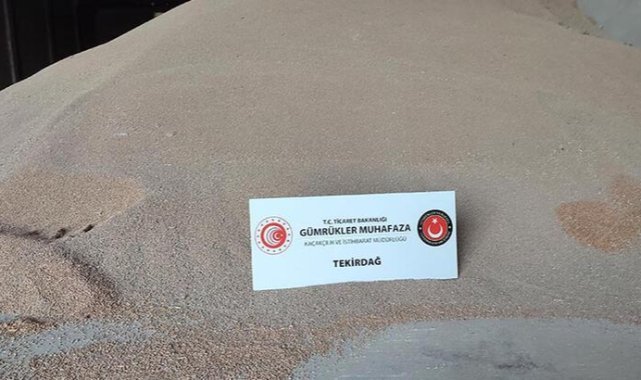 T.C. TİCARET BAKANLIĞI
GÜMRÜKLER MUHAFAZA
KAÇAKÇILIK VE İSTİHBARAT MÜDÜRLÜĞÜ
TEKİRDAĞ